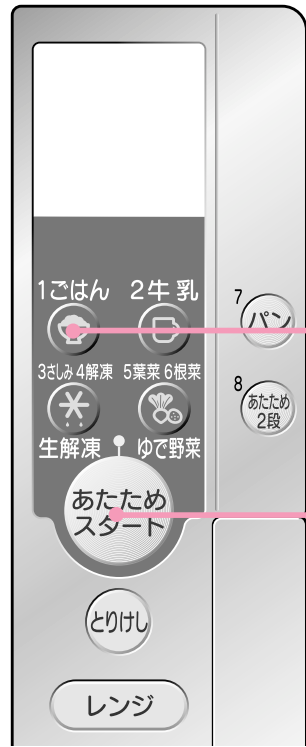 1ごはん 2牛乳
7
パン
3さしみ 4解凍 5葉菜 6根菜
8
あたため
2段
生解凍 ゆで野菜
あたため
スタート
とりけし
レンジ